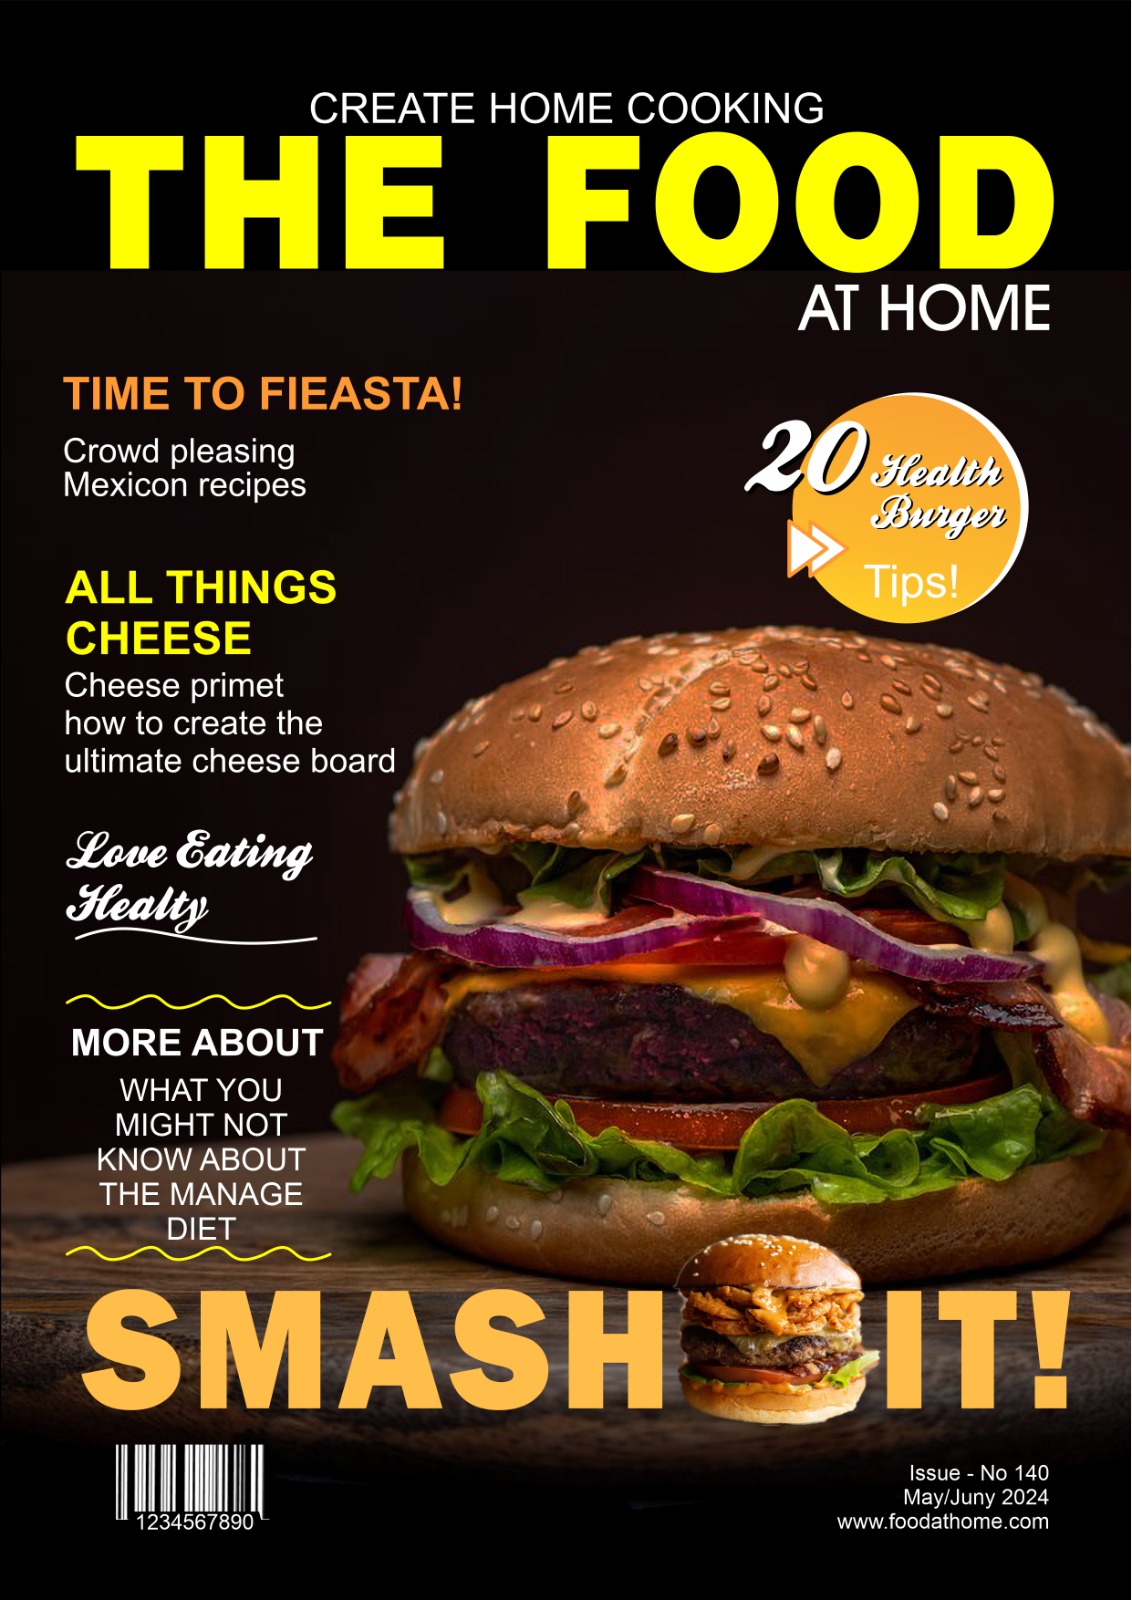 CREATE HOME COOKING
THE FOOD
AT HOME
TIME TO FIEASTA!
Crowd pleasing
Mexicon recipes
20 Health
Burger
Tips!
ALL THINGS
CHEESE
Cheese primet
how to create the
ultimate cheese board
Love Eating
Healty
MORE ABOUT
WHAT YOU
MIGHT NOT
KNOW ABOUT
THE MANAGE
DIET
SMASH IT!
1234567890
Issue - No 140
May/Juny 2024
www.foodathome.com